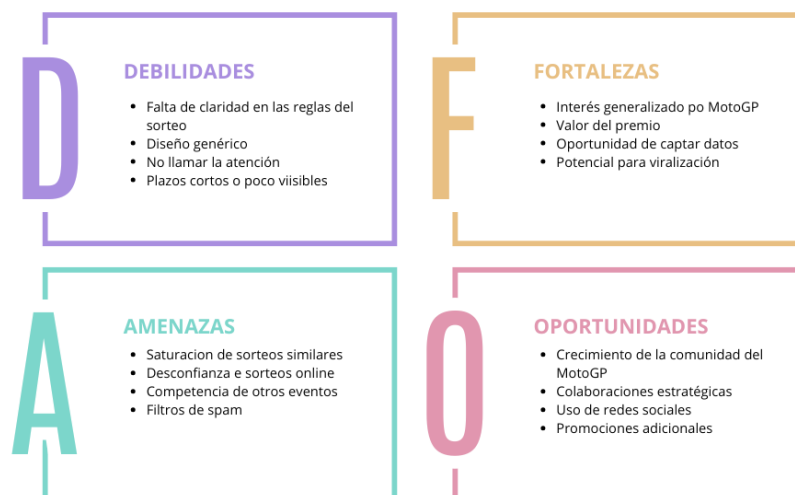 D
DEBILIDADES
• Falta de claridad en las reglas del
sorteo
• Diseño genérico
• No llamar la atención
• Plazos cortos o poco viisibles
F
FORTALEZAS
• Interés generalizado po MotoGP
• Valor del premio
• Oportunidad de captar datos
• Potencial para viralización
A
AMENAZAS
• Saturacion de sorteos similares
• Desconfianza e sorteos online
• Competencia de otros eventos
• Filtros de spam
O
OPORTUNIDADES
• Crecimiento de la comunidad del
MotoGP
• Colaboraciones estratégicas
• Uso de redes sociales
• Promociones adicionales